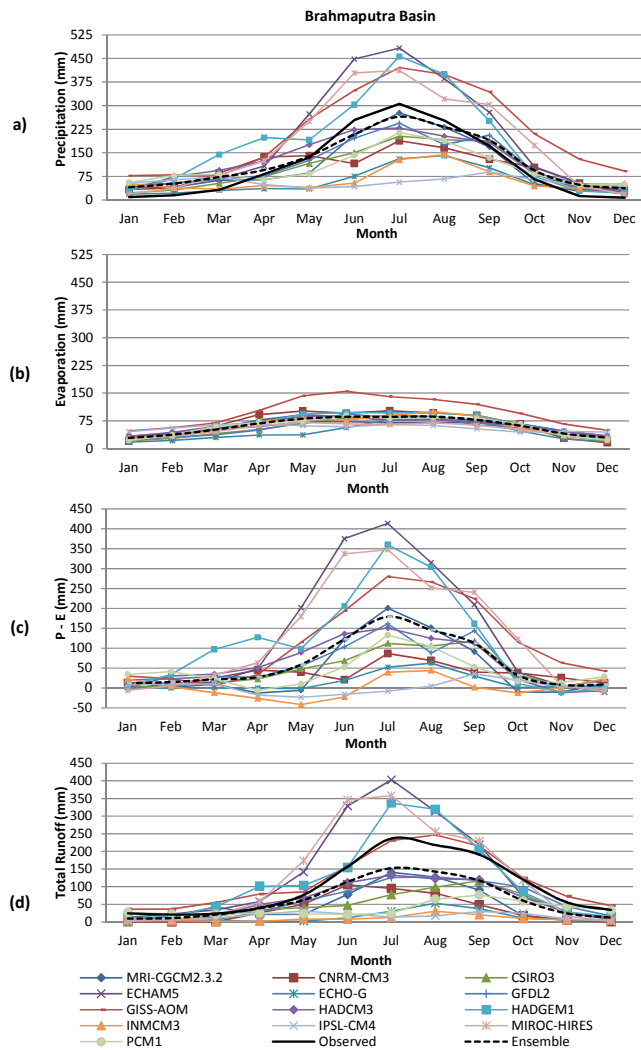 Brahmaputra Basin
a)
Precipitation (mm)
525
450
375
300
225
150
75
0
Jan Feb Mar Apr May Jun Jul Aug Sep Oct Nov Dec
Month
(b)
Evaporation (mm)
525
450
375
300
225
150
75
0
Jan Feb Mar Apr May Jun Jul Aug Sep Oct Nov Dec
Month
(c)
P - E (mm)
450
400
350
300
250
200
150
100
50
0
-50
Jan Feb Mar Apr May Jun Jul Aug Sep Oct Nov Dec
Month
(d)
Total Runoff (mm)
450
400
350
300
250
200
150
100
50
0
Jan Feb Mar Apr May Jun Jul Aug Sep Oct Nov Dec
Month
MRI-CGCM2.3.2 CNRM-CM3 CSIRO3
ECHAM5 ECHO-G GFDL2
GISS-AOM HADCM3 HADGEM1
INMCM3 IPSL-CM4 MIROC-HIRES
PCM1 Observed Ensemble